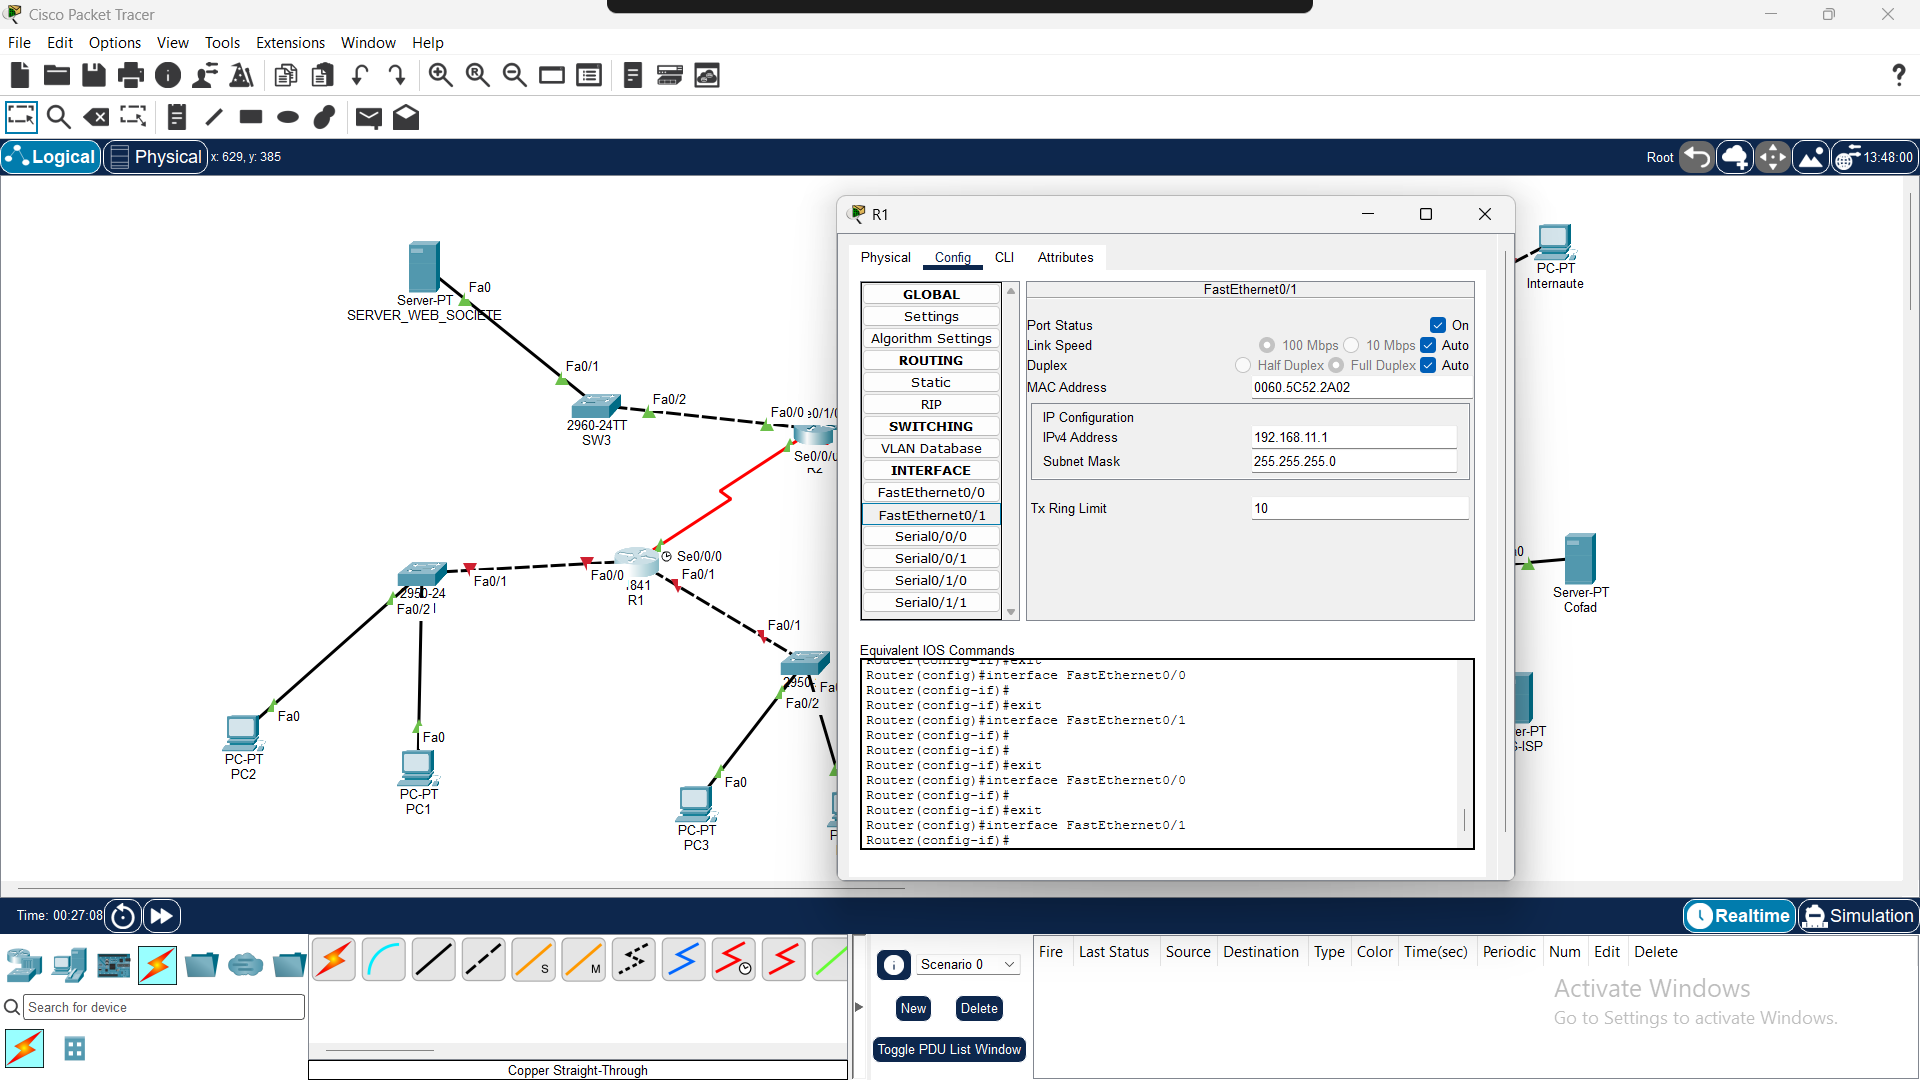 Cisco Packet Tracer
File Edit Options View Tools Extensions Window Help
Logical Physical x: 629, y: 385
Root 13:48:00
Server-PT
SERVER_WEB_SOCIETE
Fa0
Fa0/1
Fa0/2
2960-24TT
SW3
Fa0/0
Se0/0/0
Fa0/1
Fa0/0
R1
Fa0/1
Fa0/2
Fa0
PC-PT
PC2
Fa0
PC-PT
PC1
Fa0/1
Fa0/2
Fa0
PC-PT
PC3
R1
Physical Config CLI Attributes
GLOBAL
Settings
Algorithm Settings
ROUTING
Static
RIP
SWITCHING
VLAN Database
INTERFACE
FastEthernet0/0
FastEthernet0/1
Serial0/0/0
Serial0/0/1
Serial0/1/0
Serial0/1/1
FastEthernet0/1
Port Status On
Link Speed 100 Mbps 10 Mbps Auto
Duplex Half Duplex Full Duplex Auto
MAC Address 0060.5C52.2A02
IP Configuration
IPv4 Address 192.168.11.1
Subnet Mask 255.255.255.0
Tx Ring Limit 10
Equivalent IOS Commands
Router(config-if)#exit
Router(config)#interface FastEthernet0/0
Router(config-if)#
Router(config-if)#exit
Router(config)#interface FastEthernet0/1
Router(config-if)#
Router(config-if)#
Router(config-if)#exit
Router(config)#interface FastEthernet0/0
Router(config-if)#
Router(config-if)#exit
Router(config)#interface FastEthernet0/1
Router(config-if)#
PC-PT
Internaute
Server-PT
Cofad
Time: 00:27:08
Realtime Simulation
Search for device
S
M
Copper Straight-Through
Scenario 0
New Delete
Toggle PDU List Window
Fire Last Status Source Destination Type Color Time(sec) Periodic Num Edit Delete
Activate Windows
Go to Settings to activate Windows.